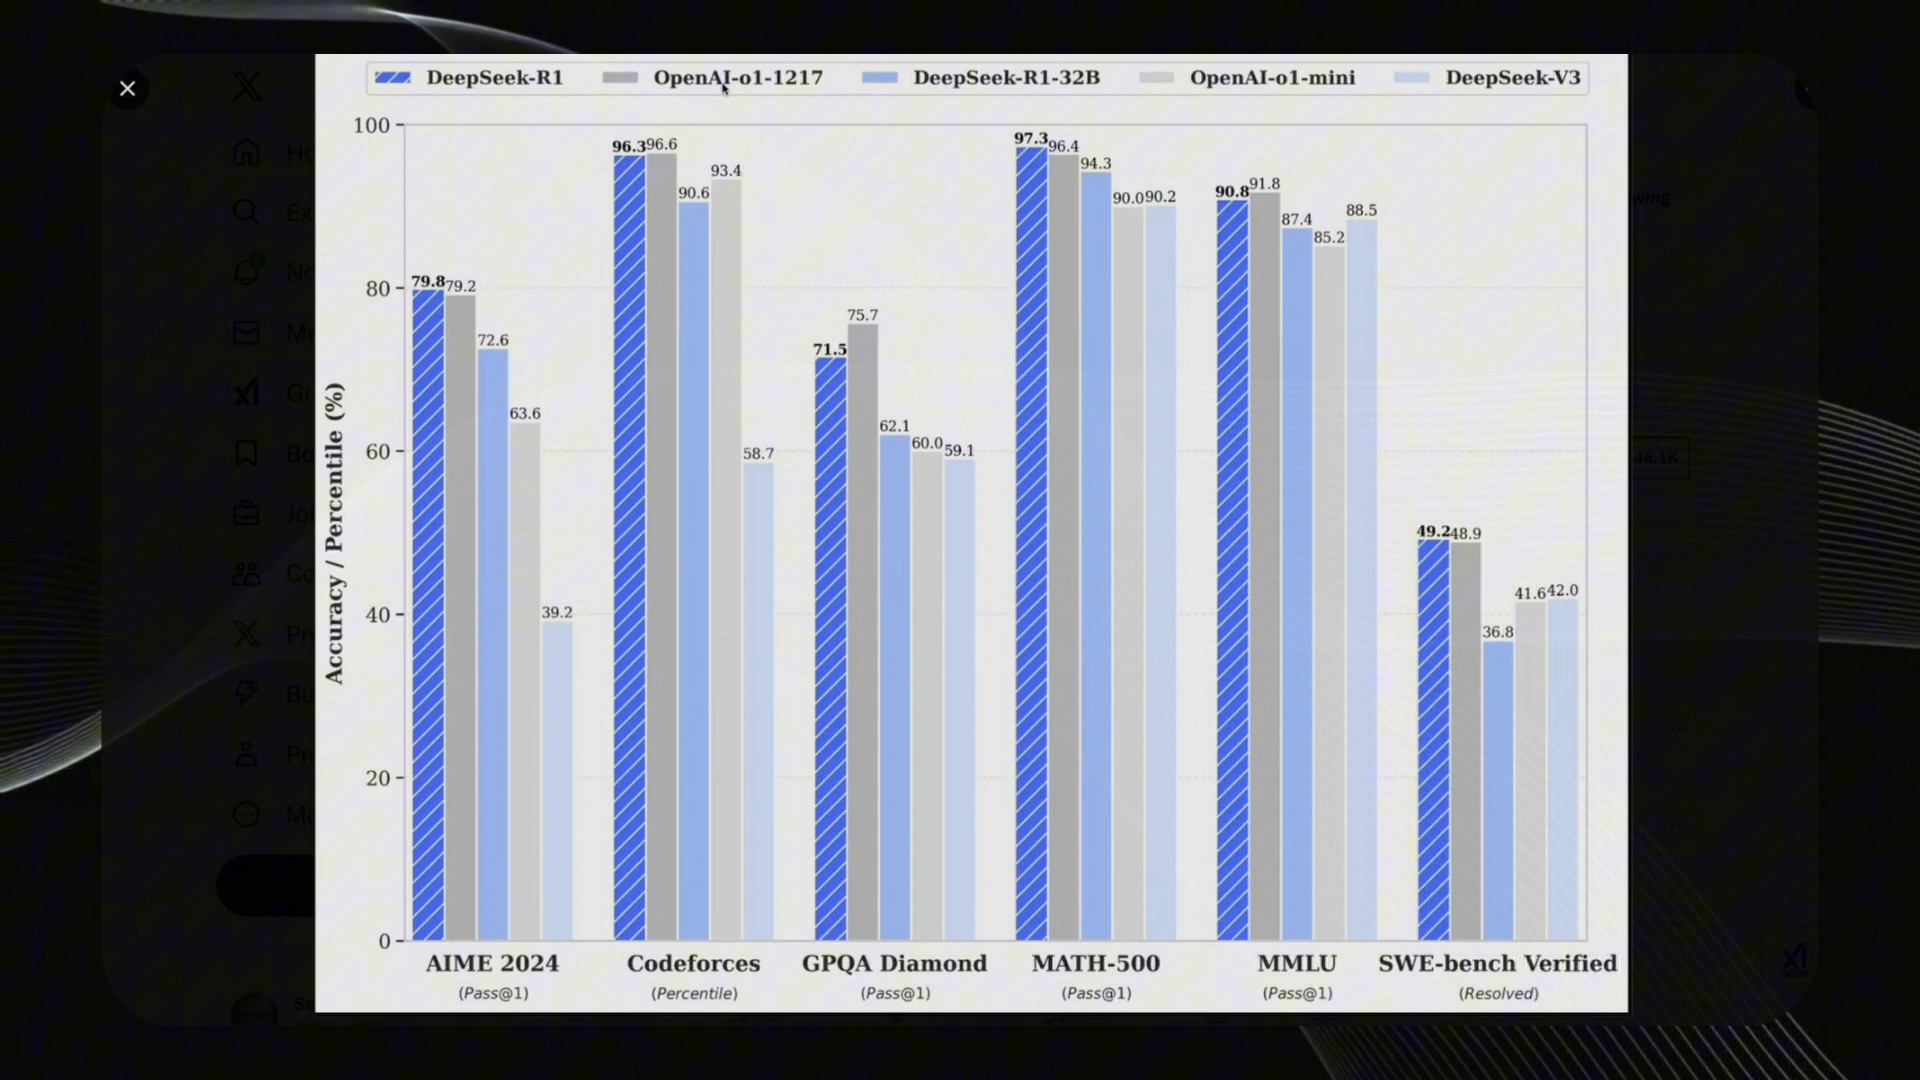 DeepSeek-R1 OpenAI-o1-1217 DeepSeek-R1-32B OpenAI-o1-mini DeepSeek-V3
Accuracy / Percentile (%)
100
80
60
40
20
0
79.8 79.2 72.6 63.6 39.2
96.3 96.6 90.6 93.4 58.7
71.5 75.7 62.1 60.0 59.1
97.3 96.4 94.3 90.0 90.2
90.8 91.8 87.4 85.2 88.5
49.2 48.9 36.8 41.6 42.0
AIME 2024
(Pass@1)
Codeforces
(Percentile)
GPQA Diamond
(Pass@1)
MATH-500
(Pass@1)
MMLU
(Pass@1)
SWE-bench Verified
(Resolved)
46.1K